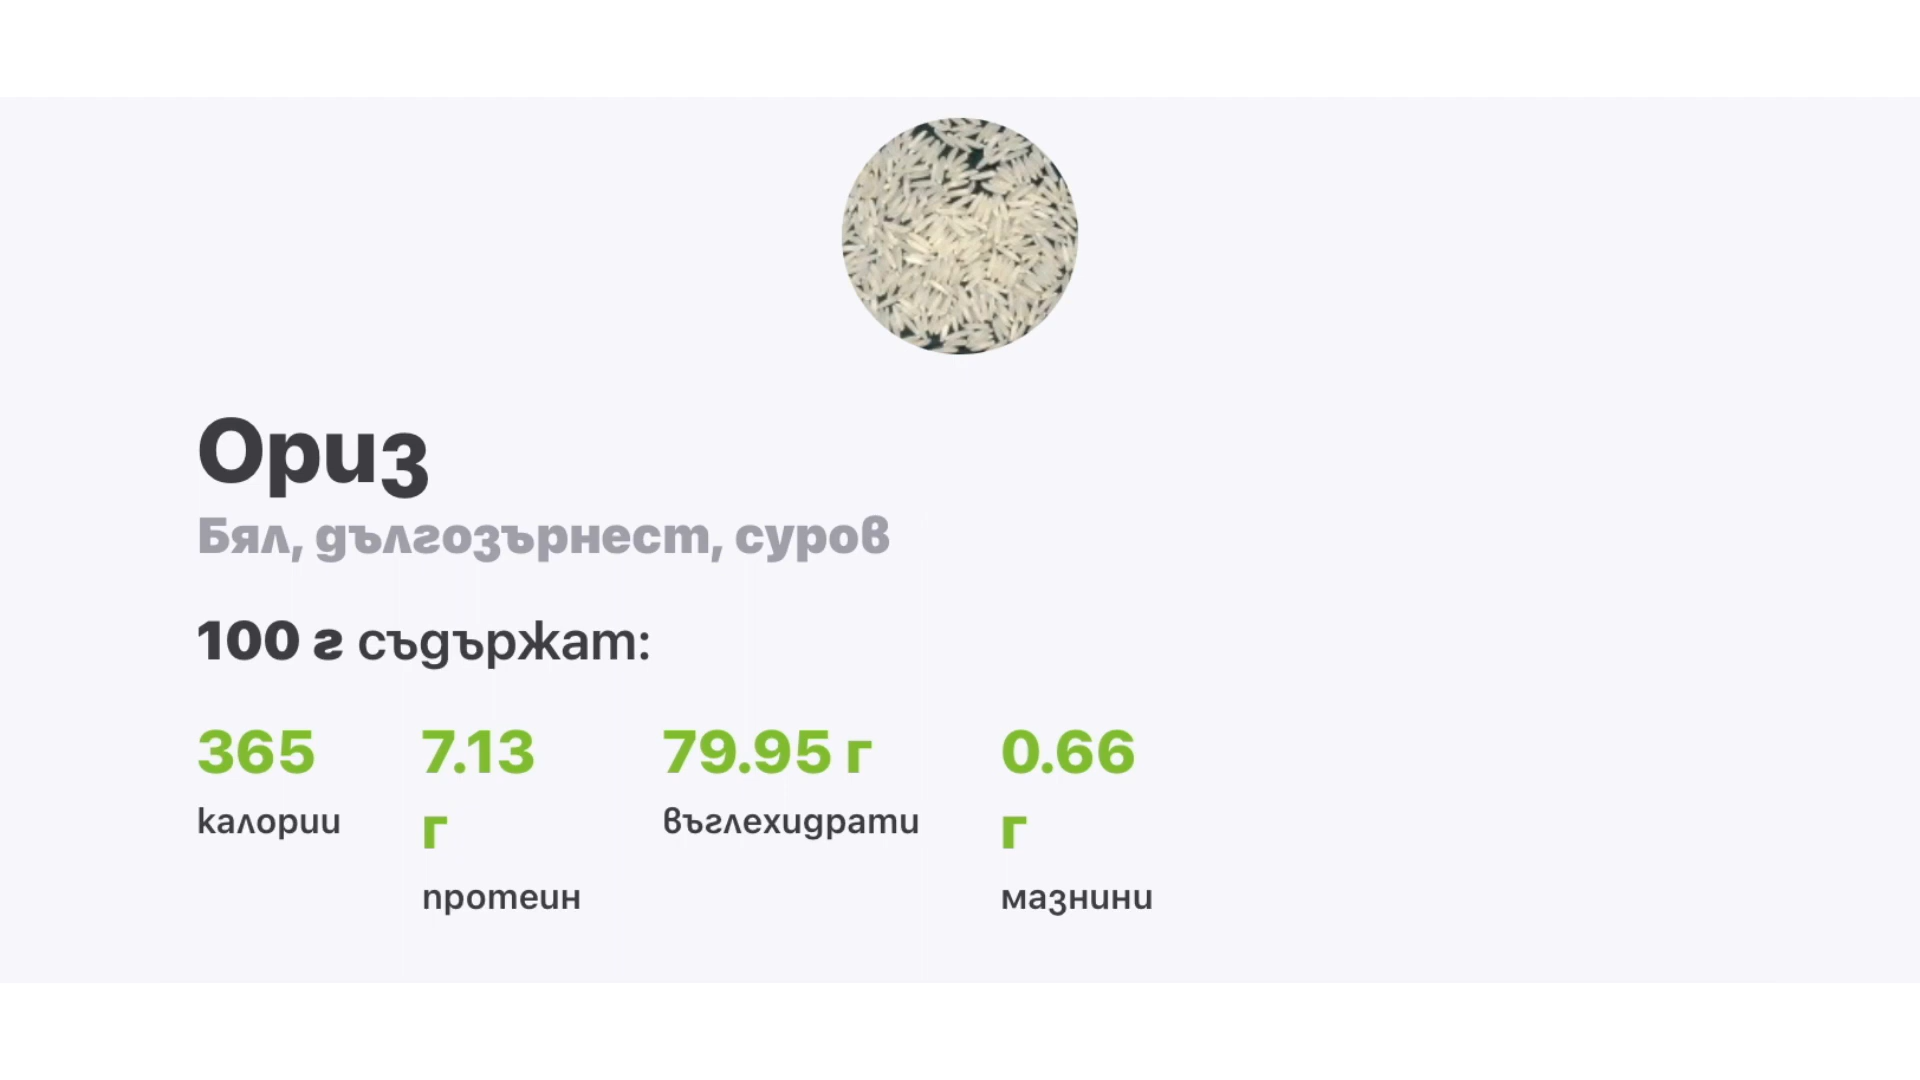 Ориз
Бял, дългозърнест, суров
100 г съдържат:
365
калории
7.13
г
протеин
79.95 г
въглехидрати
0.66
г
мазнини